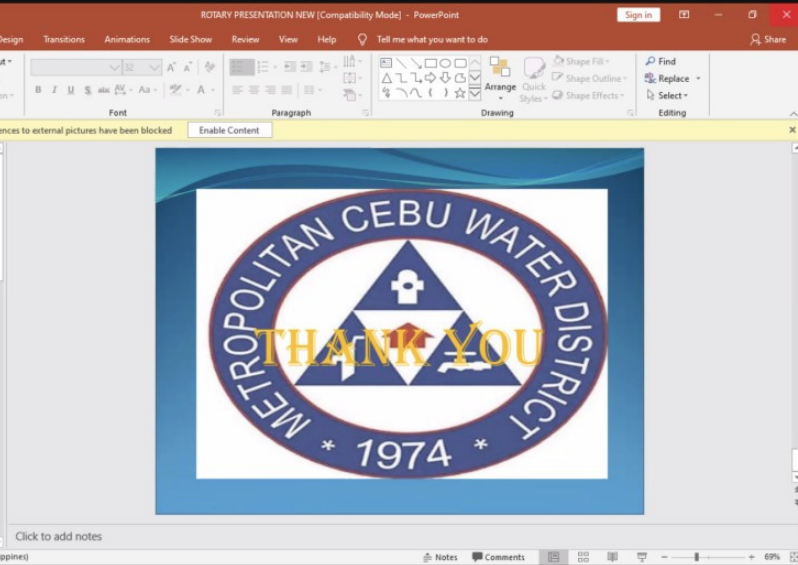 ROTARY PRESENTATION NEW [Compatibility Mode] - PowerPoint
Sign in
Design Transitions Animations Slide Show Review View Help Tell me what you want to do
Share
32
Aa
Font
Paragraph
Arrange
Quick Styles
Shape Fill
Shape Outline
Shape Effects
Drawing
Find
Replace
Select
Editing
ences to external pictures have been blocked
Enable Content
METROPOLITAN CEBU WATER DISTRICT
THANK YOU
* 1974 *
Click to add notes
ppines)
Notes
Comments
69%